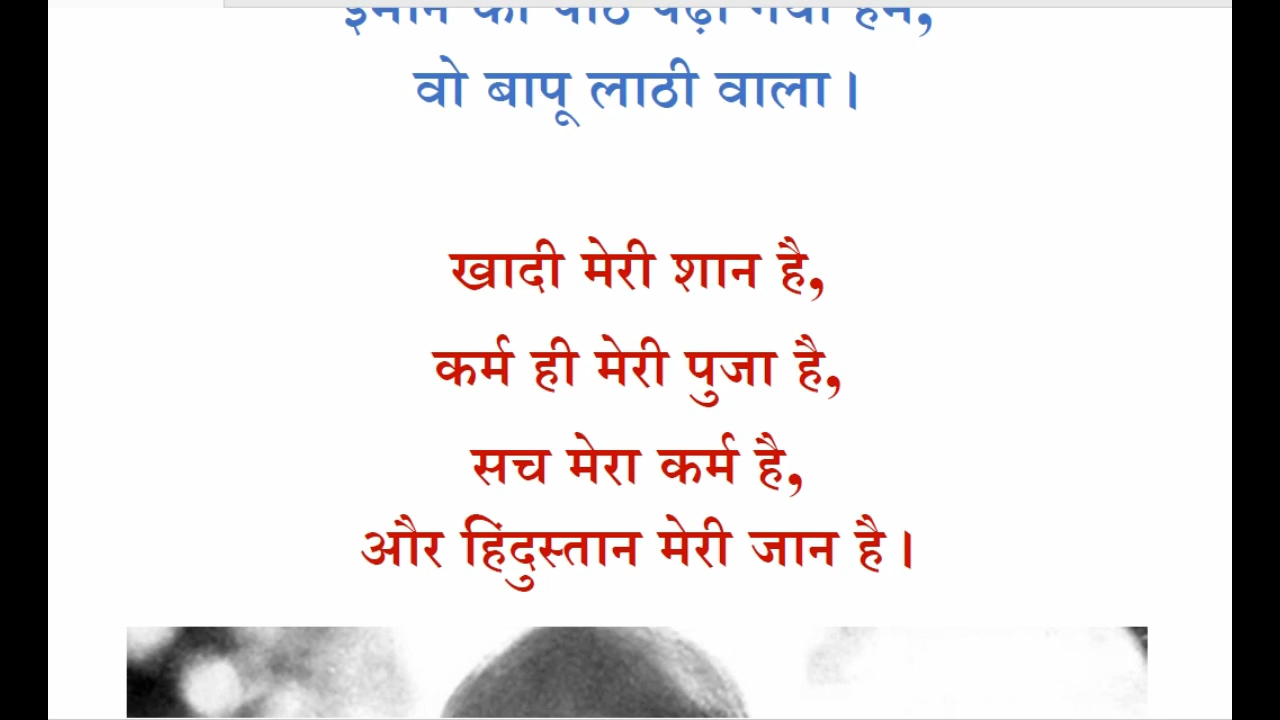 वो बापू लाठी वाला।
खादी मेरी शान है,
कर्म ही मेरी पुजा है,
सच मेरा कर्म है,
और हिंदुस्तान मेरी जान है।